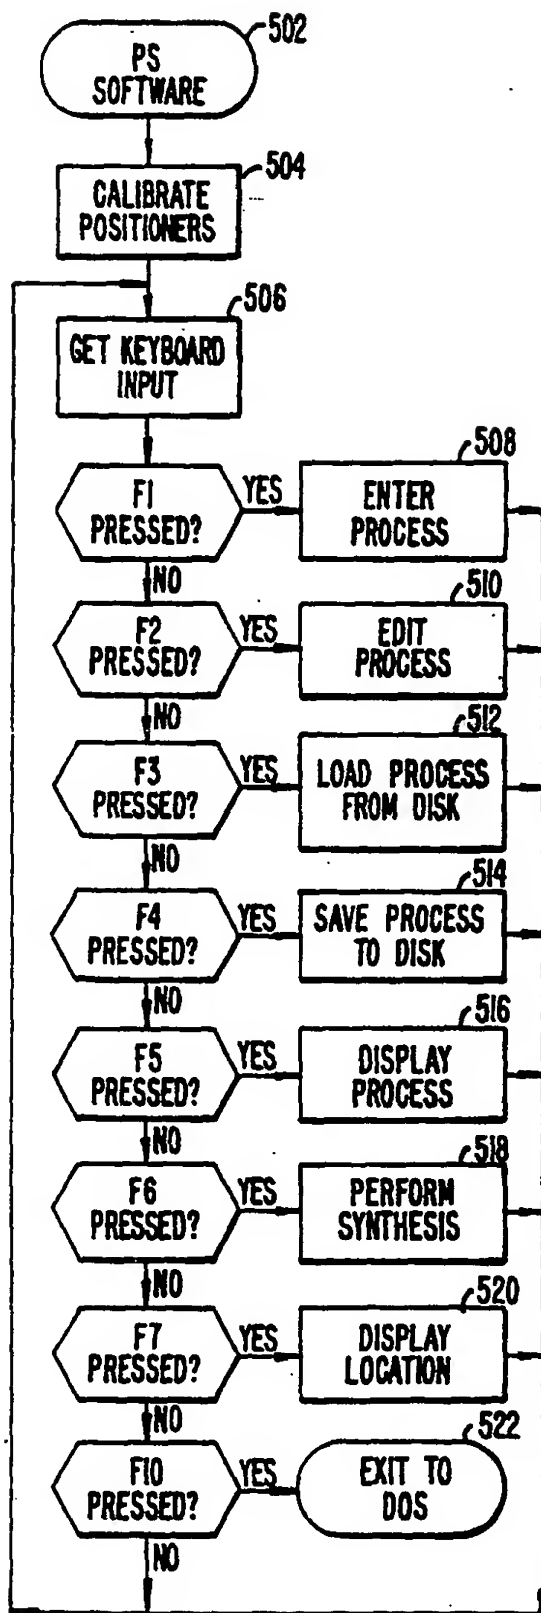 502
PS
SOFTWARE
504
CALIBRATE
POSITIONERS
506
GET KEYBOARD
INPUT
508
F1
PRESSED?
YES
ENTER
PROCESS
NO
510
F2
PRESSED?
YES
EDIT
PROCESS
NO
512
F3
PRESSED?
YES
LOAD PROCESS
FROM DISK
NO
514
F4
PRESSED?
YES
SAVE PROCESS
TO DISK
NO
516
F5
PRESSED?
YES
DISPLAY
PROCESS
NO
518
F6
PRESSED?
YES
PERFORM
SYNTHESIS
NO
520
F7
PRESSED?
YES
DISPLAY
LOCATION
NO
522
F10
PRESSED?
YES
EXIT TO
DOS
NO